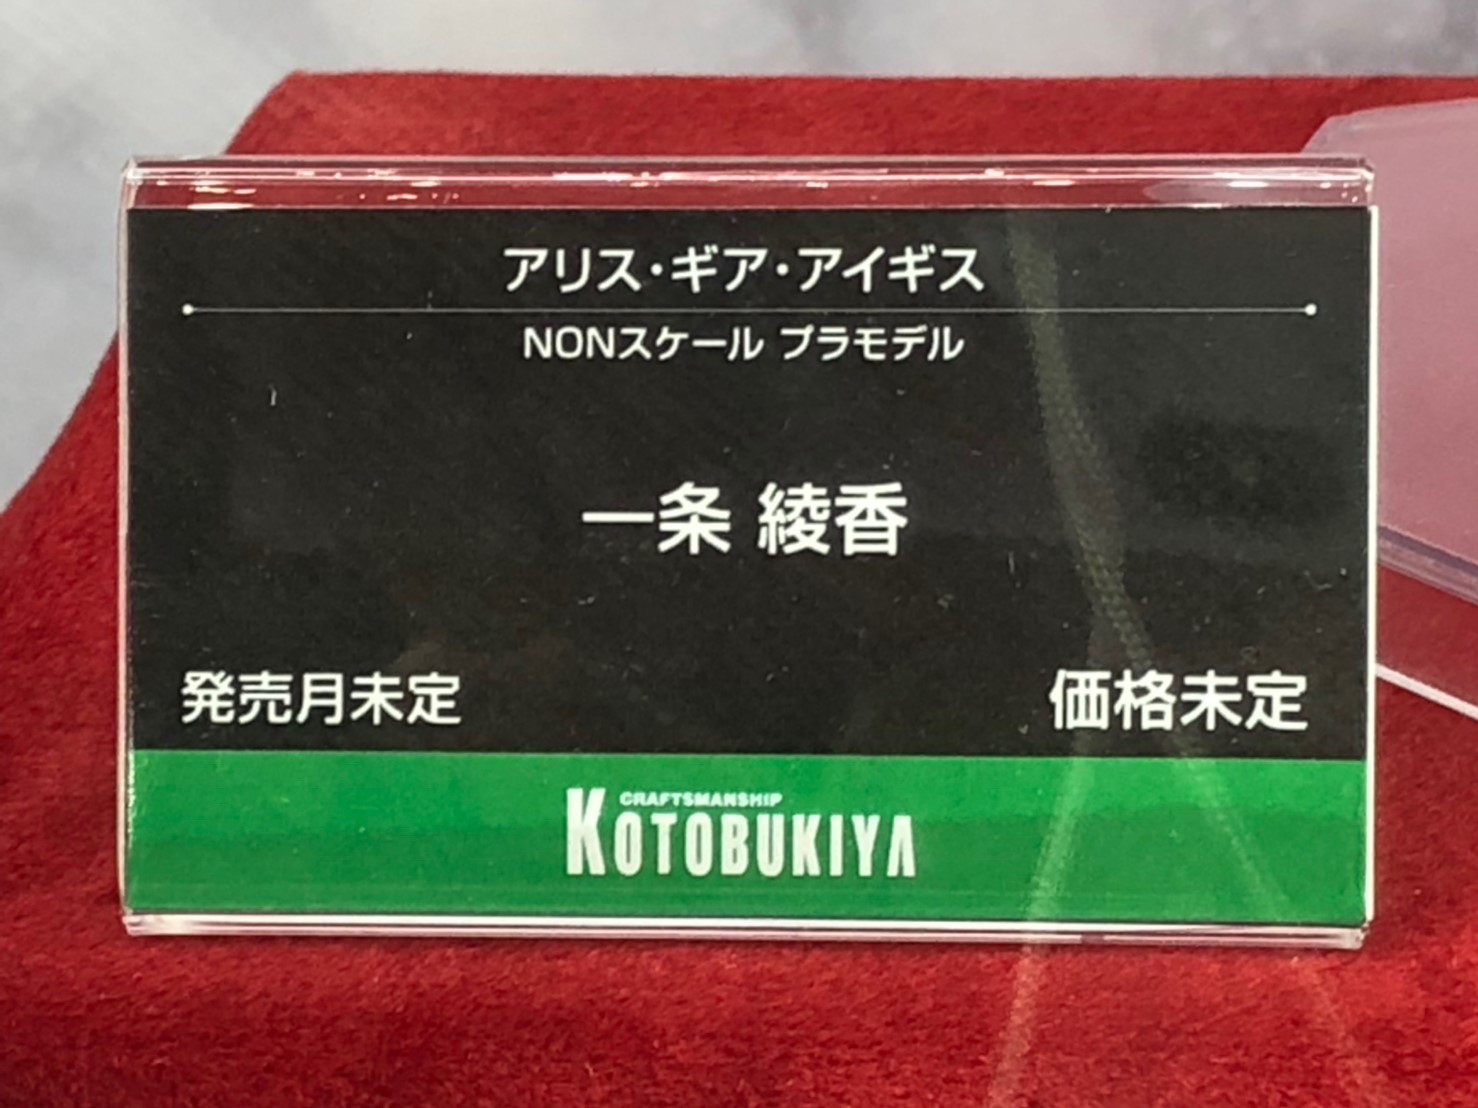 アリス・ギア・アイギス
NONスケール プラモデル
一条 綾香
発売月未定
価格未定
CRAFTSMANSHIP
KOTOBUKIYA